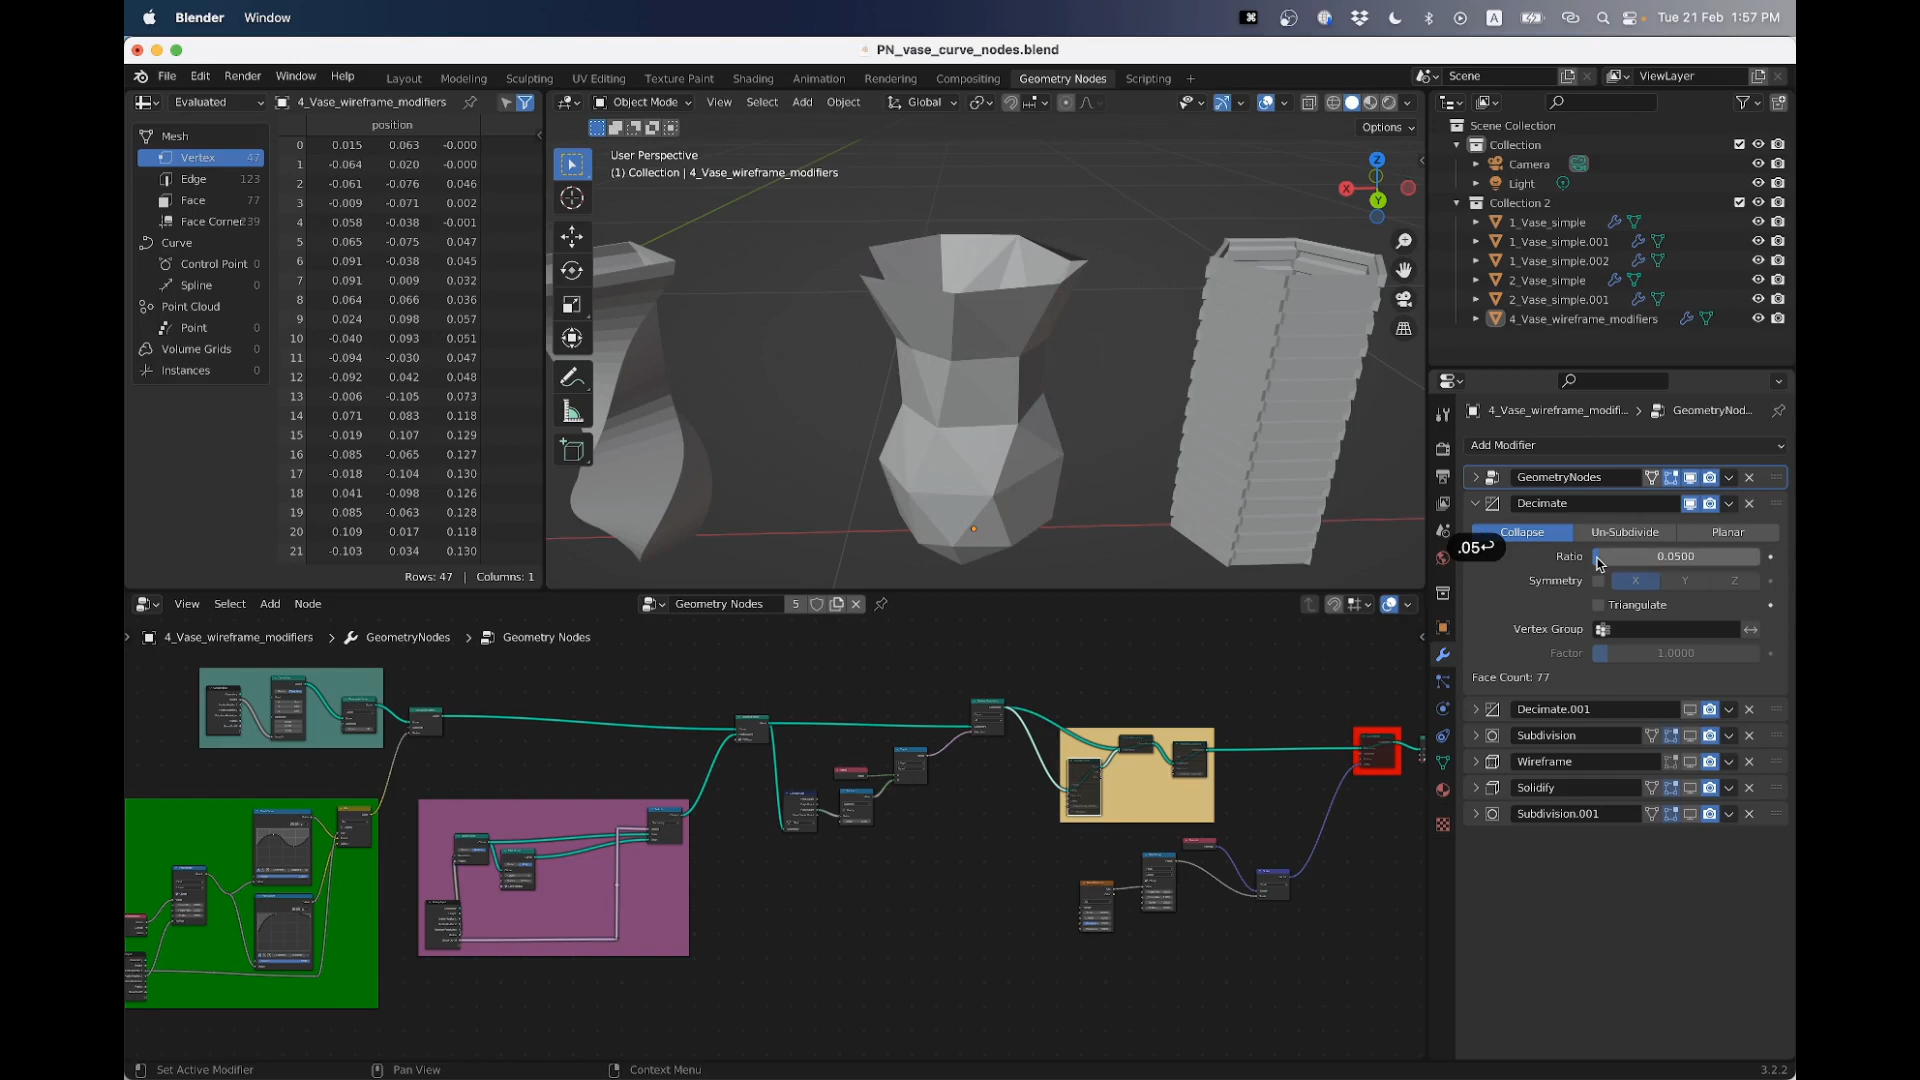 Blender Window
A
Tue 21 Feb 1:57 PM
PN_vase_curve_nodes.blend
File Edit Render Window Help
Layout Modeling Sculpting UV Editing Texture Paint Shading Animation Rendering Compositing Geometry Nodes Scripting +
Scene
ViewLayer
Evaluated
4_Vase_wireframe_modifiers
Object Mode View Select Add Object
Global
Options
position
Mesh
Vertex 47
Edge 123
Face 77
Face Corner 239
Curve
Control Point 0
Spline 0
Point Cloud
Point 0
Volume Grids 0
Instances 0
0 0.015 0.063 -0.000
1 -0.064 0.020 -0.000
2 -0.061 -0.076 0.046
3 -0.009 -0.071 0.002
4 0.058 -0.038 -0.001
5 0.065 -0.075 0.047
6 0.091 -0.038 0.045
7 0.091 0.009 0.032
8 0.064 0.066 0.036
9 0.024 0.098 0.057
10 -0.040 0.093 0.051
11 -0.094 -0.030 0.047
12 -0.092 0.042 0.048
13 -0.006 -0.105 0.073
14 0.071 0.083 0.118
15 -0.019 0.107 0.129
16 -0.085 -0.065 0.127
17 -0.018 -0.104 0.130
18 0.041 -0.098 0.126
19 0.085 -0.063 0.128
20 0.109 0.017 0.118
21 -0.103 0.034 0.130
Rows: 47 | Columns: 1
User Perspective
(1) Collection | 4_Vase_wireframe_modifiers
Z
X
Y
Scene Collection
Collection
Camera
Light
Collection 2
1_Vase_simple
1_Vase_simple.001
1_Vase_simple.002
2_Vase_simple
2_Vase_simple.001
4_Vase_wireframe_modifiers
4_Vase_wireframe_modifi... > GeometryNod...
Add Modifier
GeometryNodes
Decimate
Collapse Un-Subdivide Planar
.05↩
Ratio 0.0500
Symmetry X Y Z
Triangulate
Vertex Group
Factor 1.0000
Face Count: 77
Decimate.001
Subdivision
Wireframe
Solidify
Subdivision.001
View Select Add Node
Geometry Nodes 5
4_Vase_wireframe_modifiers > GeometryNodes > Geometry Nodes
Set Active Modifier
Pan View
Context Menu
3.2.2